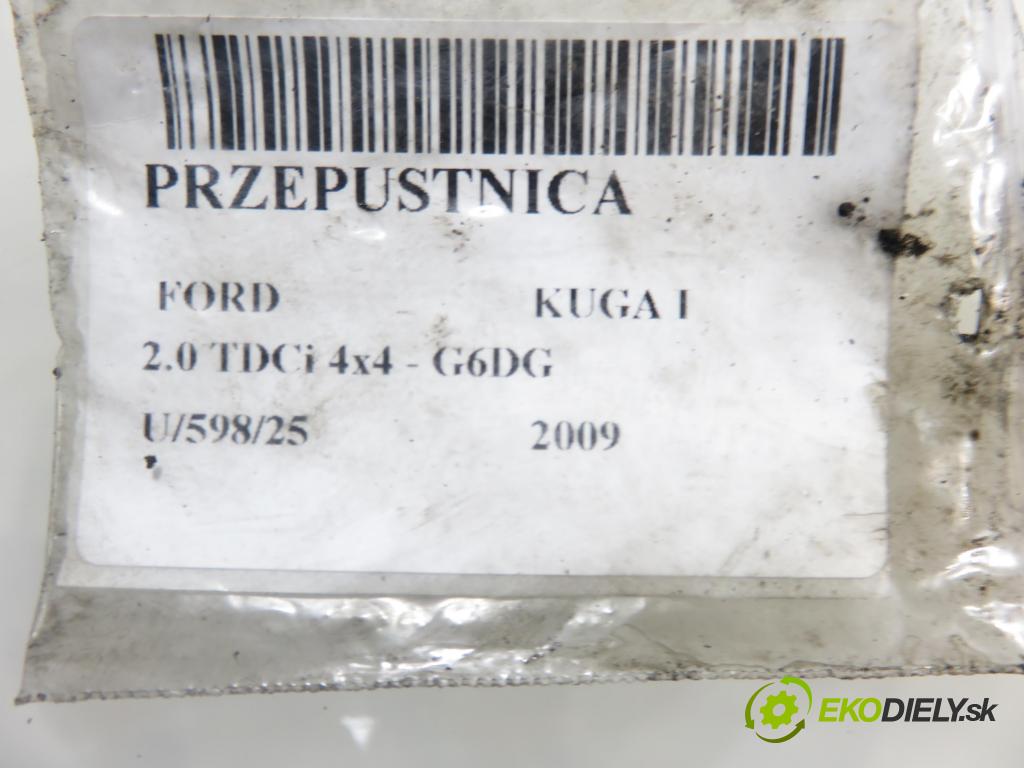 PRZEPUSTNICA
FORD KUGA I
2.0 TDCi 4x4 - G6DG
U/598/25 2009
EKODIELY.sk